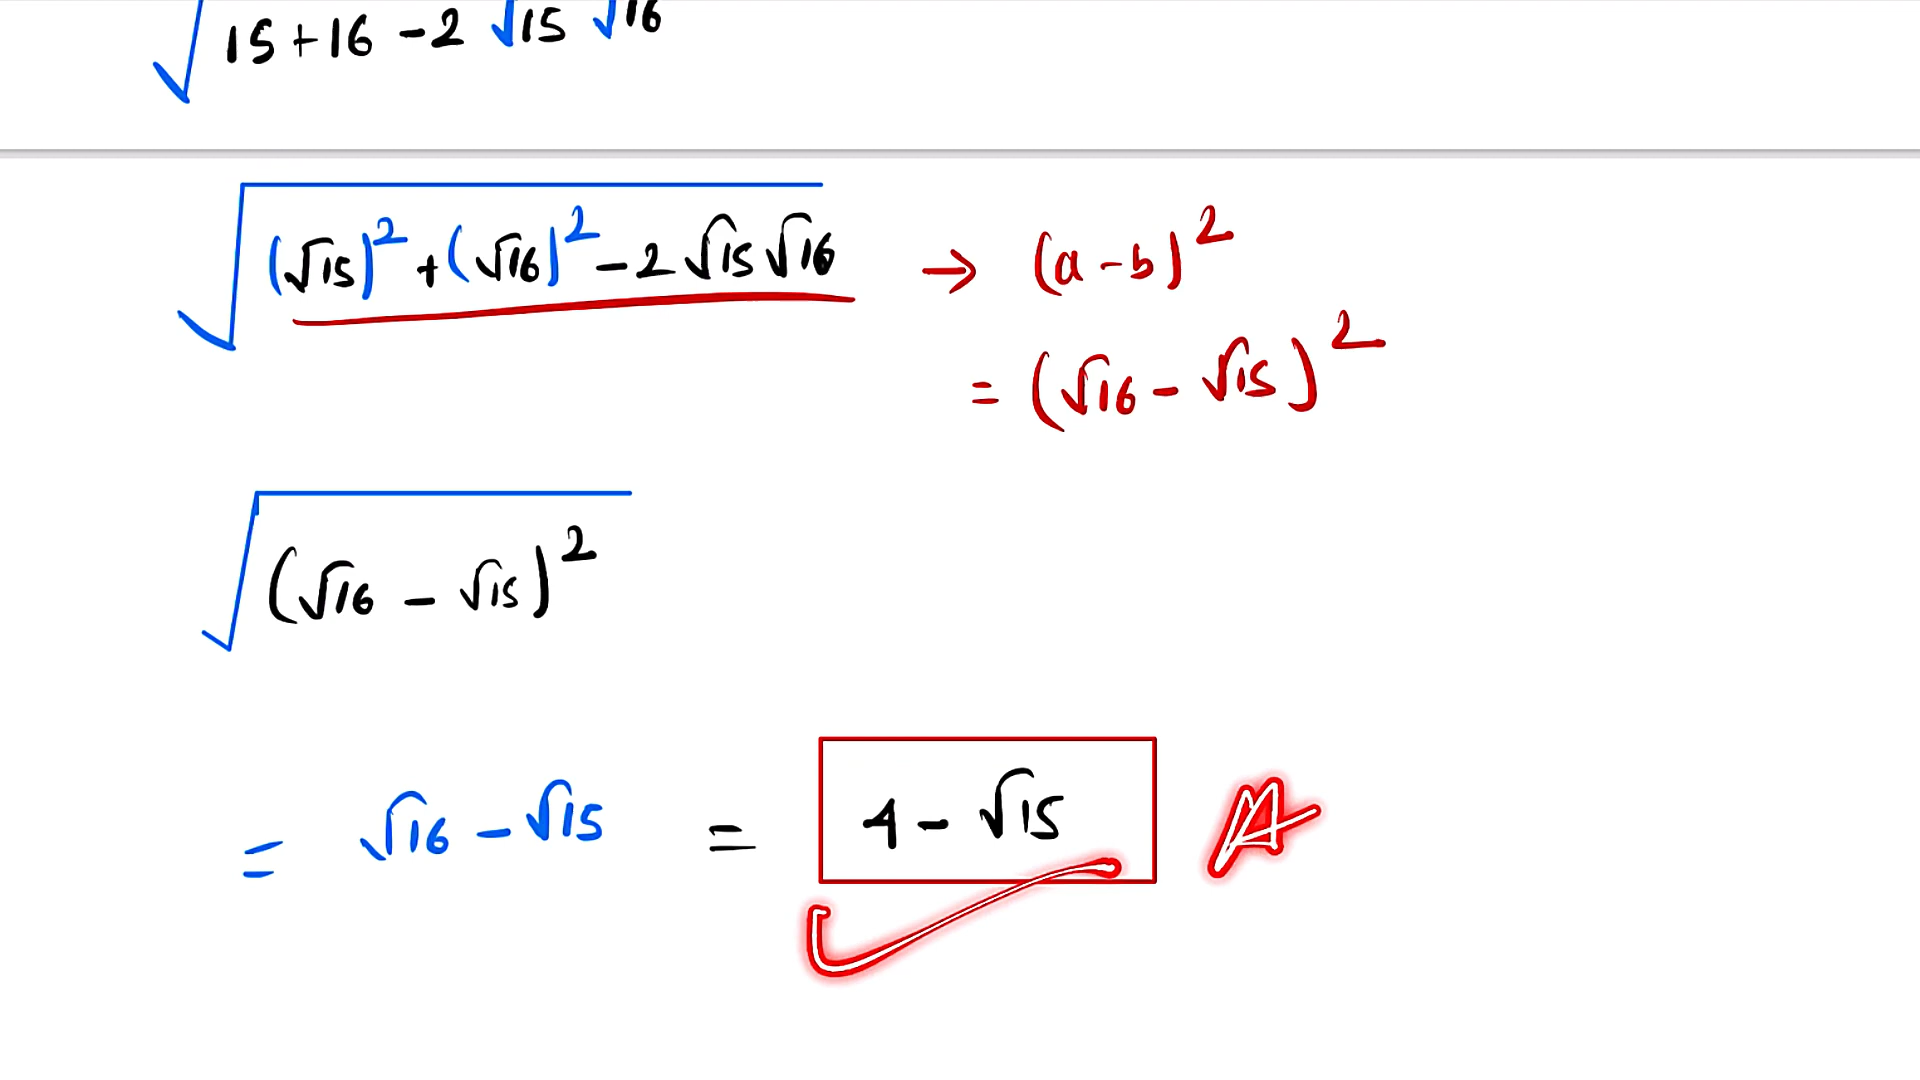 √15+16-2√15 √16
√(√15)²+(√16)²-2√15√16 → (a-b)²
= (√16-√15)²
√(√16-√15)²
= √16-√15 = 4-√15 A